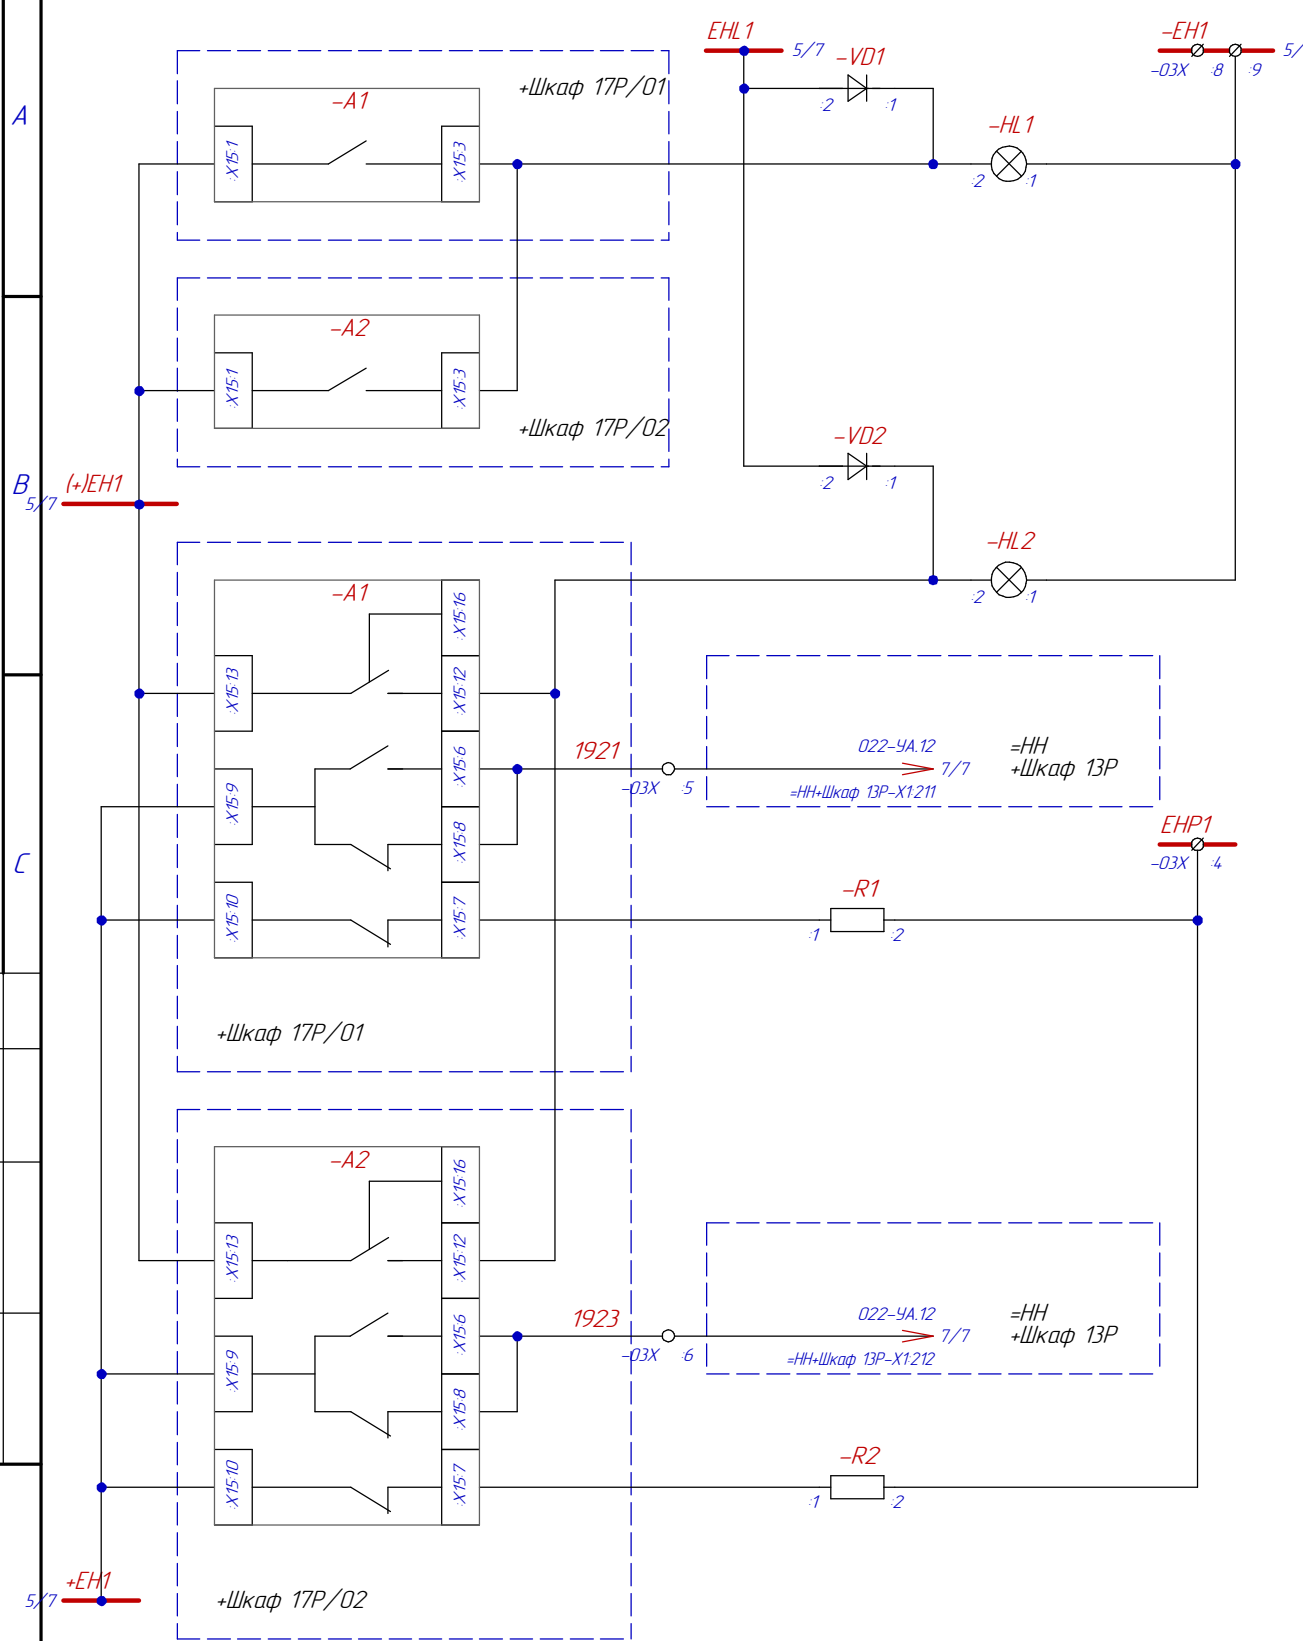 A
B
C
+Шкаф 17Р/01
-A1
:X15:1
:X15:3
-A2
:X15:1
:X15:3
+Шкаф 17Р/02
EHL1
5/7
-VD1
:2
:1
-EH1
5/
-03X
:8
:9
-HL1
:2
:1
-VD2
:2
:1
(+)EH1
5/7
-HL2
:2
:1
-A1
:X15:16
:X15:13
:X15:12
:X15:6
:X15:9
:X15:8
:X15:10
:X15:7
+Шкаф 17Р/01
1921
-03X
:5
022-УА.12
7/7
=НН+Шкаф 13Р-X1:211
=НН
+Шкаф 13Р
EHP1
-03X
:4
-R1
:1
:2
-A2
:X15:16
:X15:13
:X15:12
:X15:6
:X15:9
:X15:8
:X15:10
:X15:7
1923
-03X
:6
022-УА.12
7/7
=НН+Шкаф 13Р-X1:212
=НН
+Шкаф 13Р
-R2
:1
:2
+EH1
5/7
+Шкаф 17Р/02